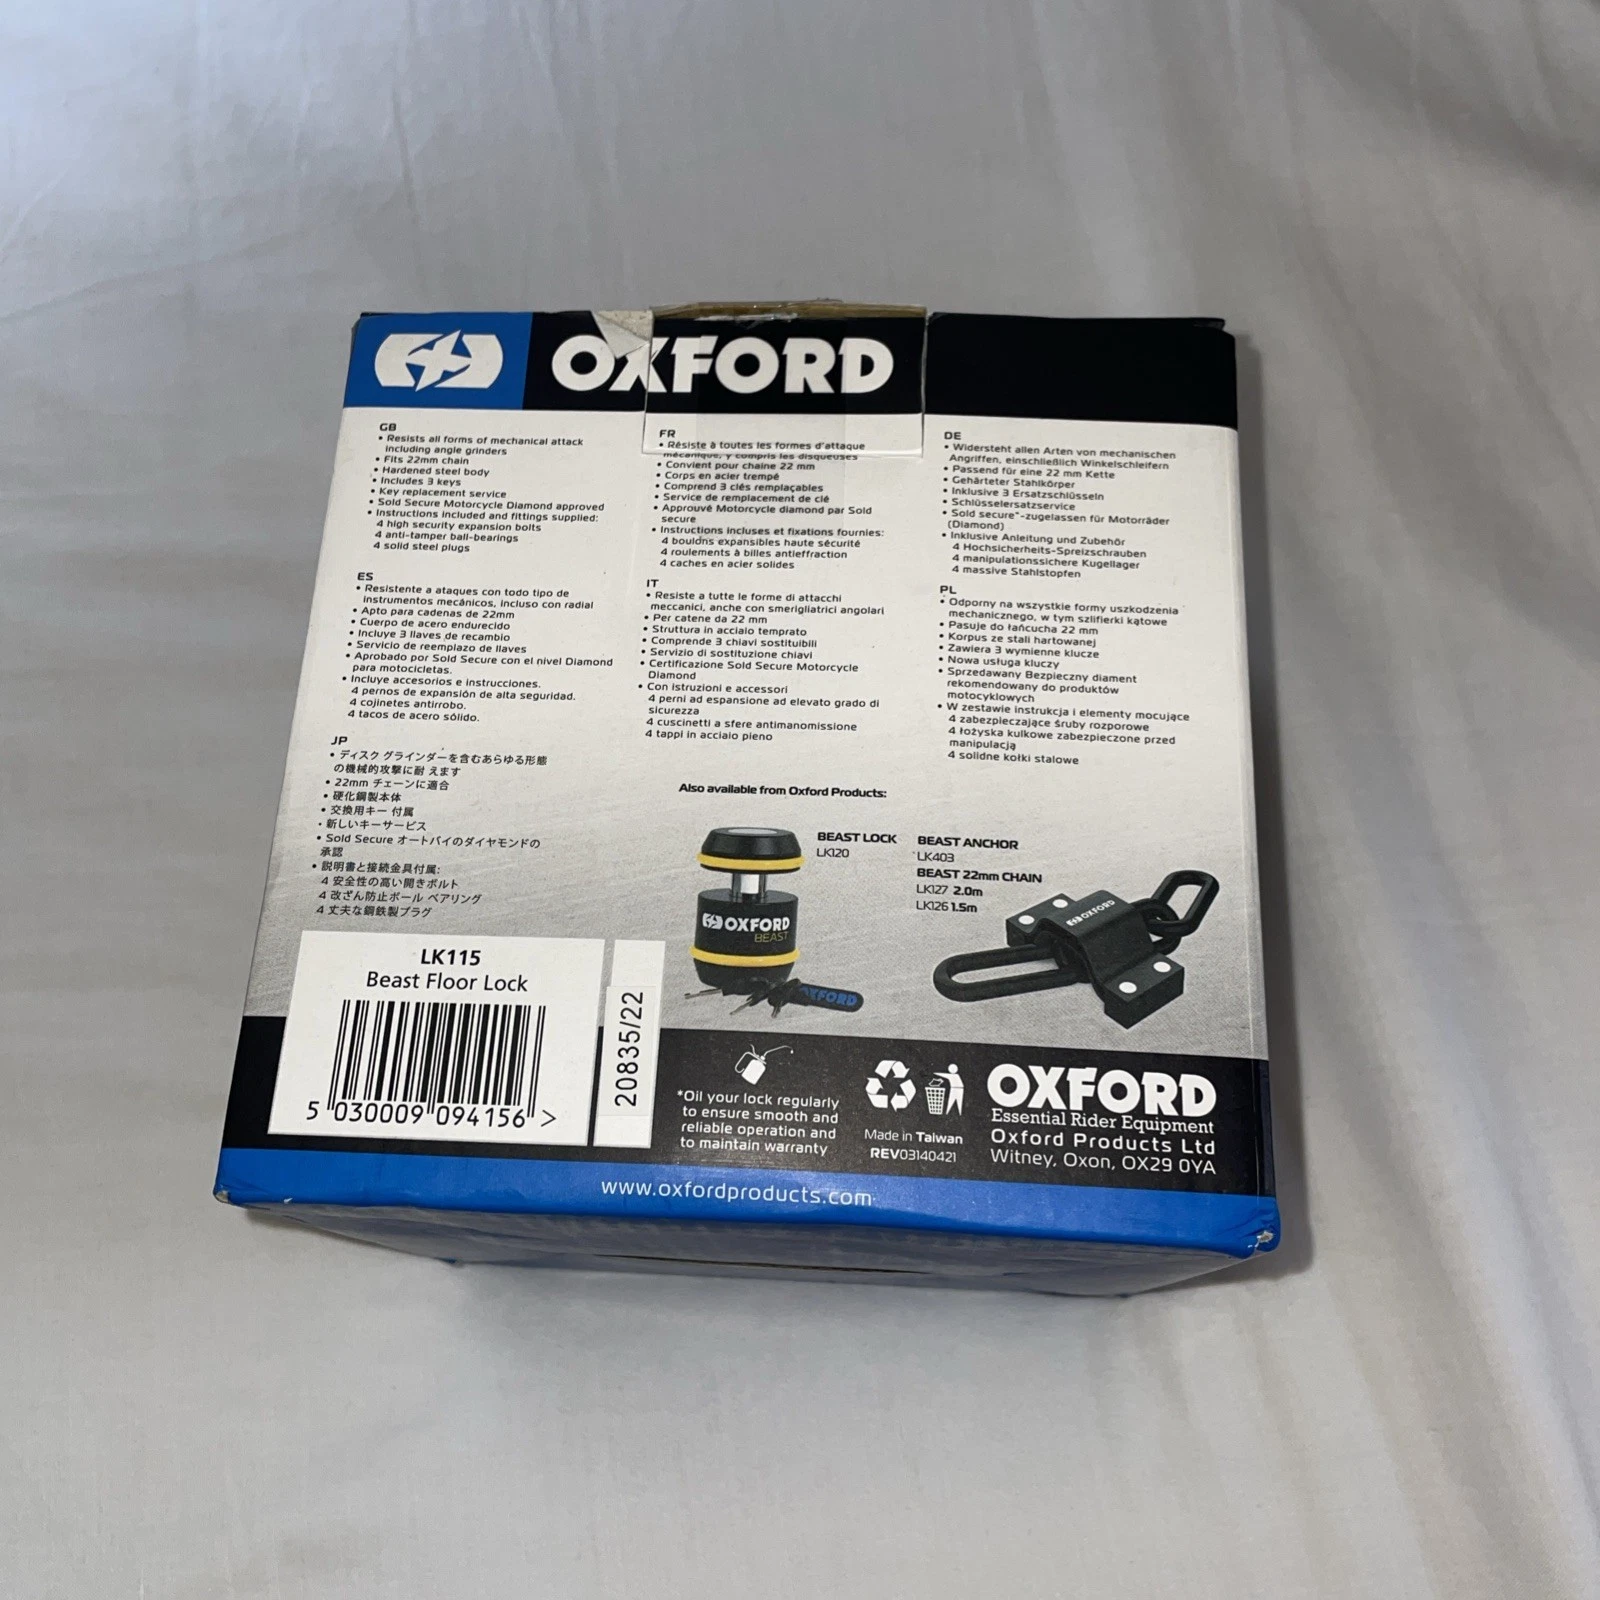 OXFORD
GB
• Resists all forms of mechanical attack
including angle grinders
• Fits 22mm chain
• Hardened steel body
• Includes 3 keys
• Key replacement service
• Sold Secure Motorcycle Diamond approved
• Instructions included and fittings supplied:
4 high security expansion bolts
4 anti-tamper ball-bearings
4 solid steel plugs
FR
• Résiste à toutes les formes d'attaque
mécanique, y compris les disqueuses
• Convient pour chaine 22 mm
• Corps en acier trempé
• Comprend 3 clés remplaçables
• Service de remplacement de clé
• Approuvé Motorcycle diamond par Sold
secure
• Instructions incluses et fixations fournies:
4 boulons expansibles haute sécurité
4 roulements à billes antieffraction
4 caches en acier solides
DE
• Widersteht allen Arten von mechanischen
Angriffen, einschließlich Winkelschleifern
• Passend für eine 22 mm Kette
• Gehärteter Stahlkörper
• Inklusive 3 Ersatzschlüsseln
• Schlüsselersatzservice
• Sold secure"-zugelassen für Motorräder
(Diamond)
• Inklusive Anleitung und Zubehör
4 Hochsicherheits-Spreizschrauben
4 manipulationssichere Kugellager
4 massive Stahlstopfen
ES
• Resistente a ataques con todo tipo de
instrumentos mecánicos, incluso con radial
• Apto para cadenas de 22mm
• Cuerpo de acero endurecido
• Incluye 3 llaves de recambio
• Servicio de reemplazo de llaves
• Aprobado por Sold Secure con el nivel Diamond
para motocicletas.
• Incluye accesorios e instrucciones.
4 pernos de expansión de alta seguridad.
4 cojinetes antirrobo.
4 tacos de acero sólido.
IT
• Resiste a tutte le forme di attacchi
meccanici, anche con smerigliatrici angolari
• Per catene da 22 mm
• Struttura in acciaio temprato
• Comprende 3 chiavi sostituibili
• Servizio di sostituzione chiavi
• Certificazione Sold Secure Motorcycle
Diamond
• Con istruzioni e accessori
4 perni ad espansione ad elevato grado di
sicurezza
4 cuscinetti a sfere antimanomissione
4 tappi in acciaio pieno
PL
• Odporny na wszystkie formy uszkodzenia
mechanicznego, w tym szlifierki kątowe
• Pasuje do łańcucha 22 mm
• Korpus ze stali hartowanej
• Zawiera 3 wymienne klucze
• Nowa usługa kluczy
• Sprzedawany Bezpieczny diament
rekomendowany do produktów
motocyklowych
• W zestawie instrukcja i elementy mocujące
4 zabezpieczające śruby rozporowe
4 łożyska kulkowe zabezpieczone przed
manipulacją
4 solidne kołki stalowe
JP
• ディスク グラインダーを含むあらゆる形態
の機械的攻撃に耐 えます
• 22mm チェーンに適合
• 硬化鋼製本体
• 交換用キー 付属
• 新しいキーサービス
• Sold Secure オートバイのダイヤモンドの
承認
• 説明書と接続金具付属:
4 安全性の高い開きボルト
4 改ざん防止ボール ベアリング
4 丈夫な鋼鉄製プラグ
Also available from Oxford Products:
BEAST LOCK
LK120
BEAST ANCHOR
LK403
BEAST 22mm CHAIN
LK127 2.0m
LK126 1.5m
OXFORD
BEAST
OXFORD
OXFORD
LK115
Beast Floor Lock
5 030009 094156 >
20835/22
*Oil your lock regularly
to ensure smooth and
reliable operation and
to maintain warranty
Made in Taiwan
REV03140421
OXFORD
Essential Rider Equipment
Oxford Products Ltd
Witney, Oxon, OX29 0YA
www.oxfordproducts.com